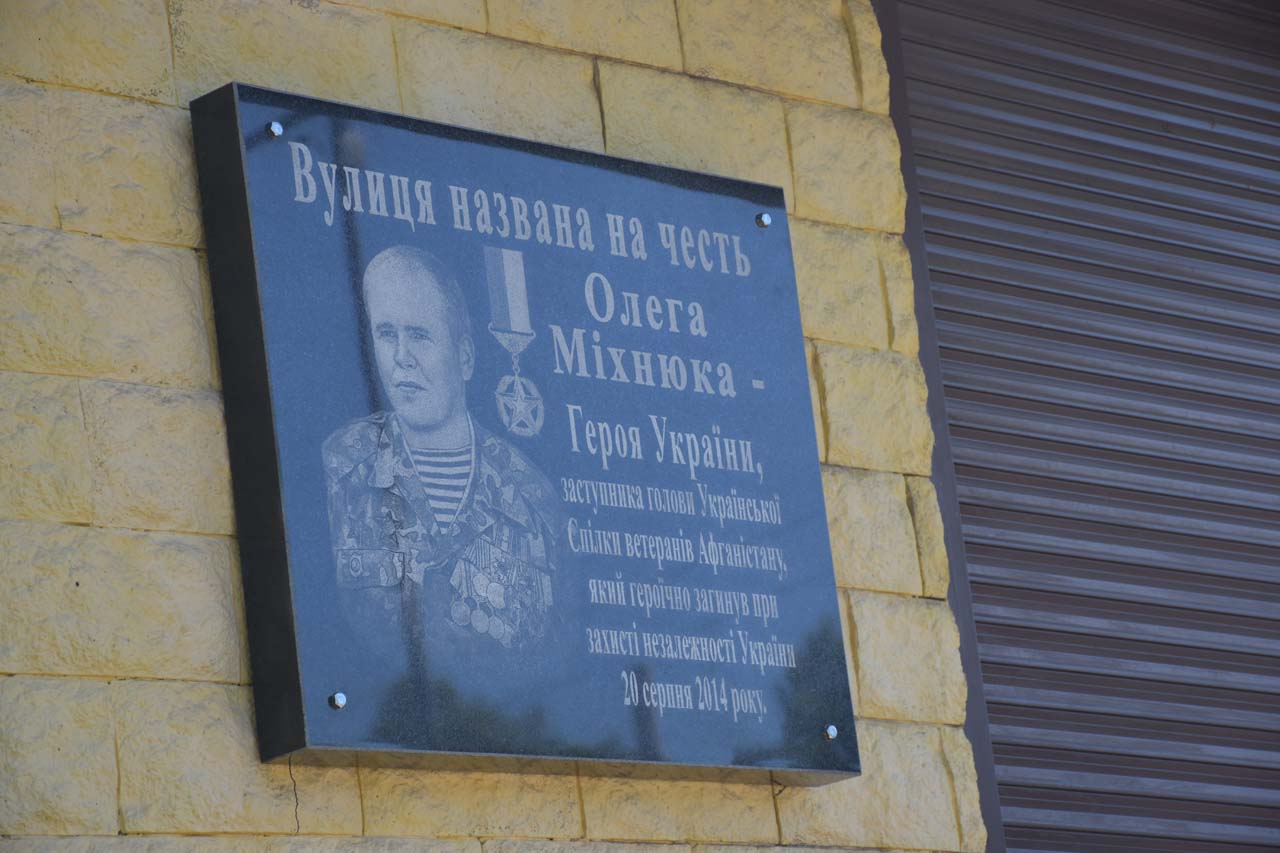 Вулиця названа на честь
Олега
Міхнюка -
Героя України,
заступника голови Української
Спілки ветеранів Афганістану,
який героїчно загинув при
захисті незалежності України
20 серпня 2014 року.